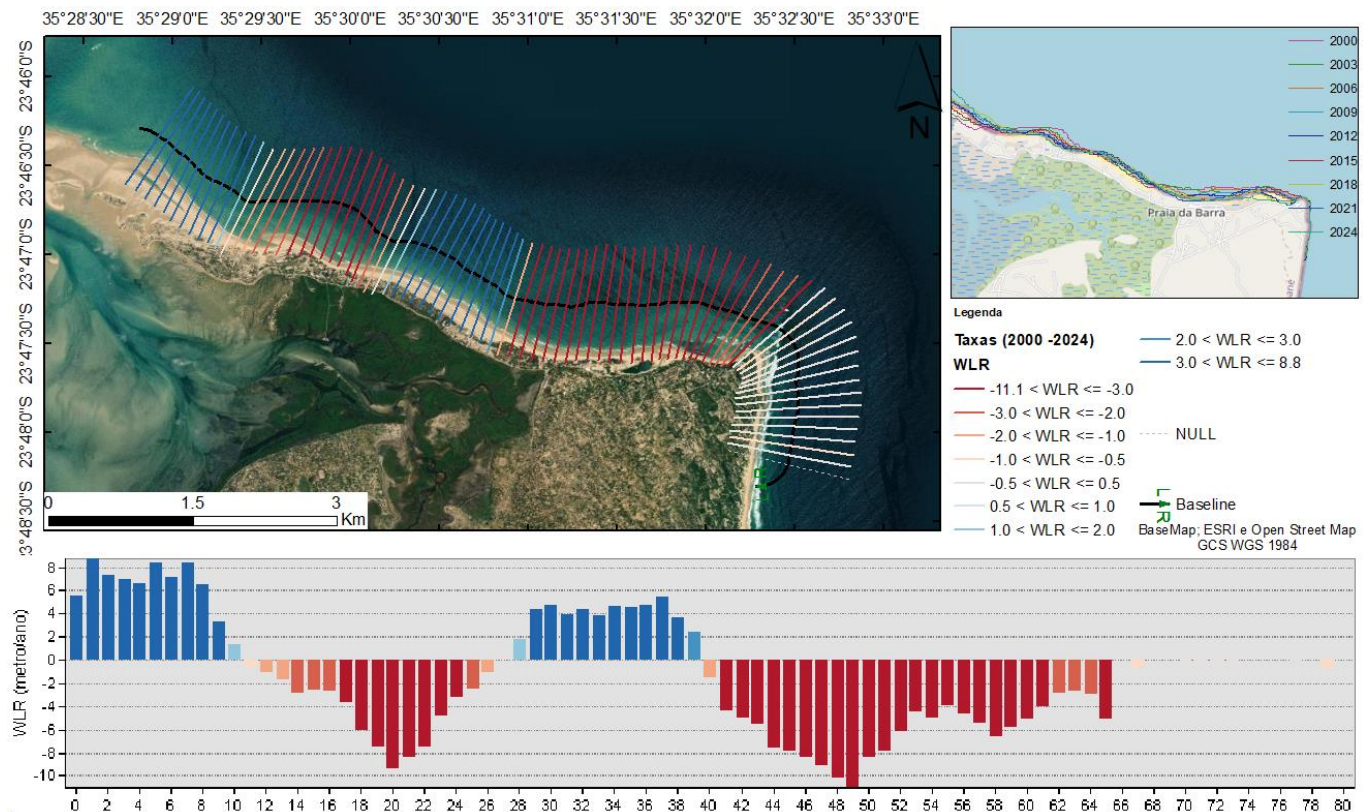 35°28'30"E 35°29'0"E 35°29'30"E 35°30'0"E 35°30'30"E 35°31'0"E 35°31'30"E 35°32'0"E 35°32'30"E 35°33'0"E
23°46'0"S
23°46'30"S
23°47'0"S
23°47'30"S
23°48'0"S
23°48'30"S
N
0 1.5 3
Km
2000
2003
2006
2009
2012
2015
2018
2021
2024
Praia da Barra
Legenda
Taxas (2000 -2024)
WLR
-11.1 < WLR <= -3.0
-3.0 < WLR <= -2.0
-2.0 < WLR <= -1.0
-1.0 < WLR <= -0.5
-0.5 < WLR <= 0.5
0.5 < WLR <= 1.0
1.0 < WLR <= 2.0
2.0 < WLR <= 3.0
3.0 < WLR <= 8.8
NULL
L
R
Baseline
BaseMap; ESRI e Open Street Map
GCS WGS 1984
WLR (metro/ano)
8
6
4
2
0
-2
-4
-6
-8
-10
0 2 4 6 8 10 12 14 16 18 20 22 24 26 28 30 32 34 36 38 40 42 44 46 48 50 52 54 56 58 60 62 64 66 68 70 72 74 76 78 80